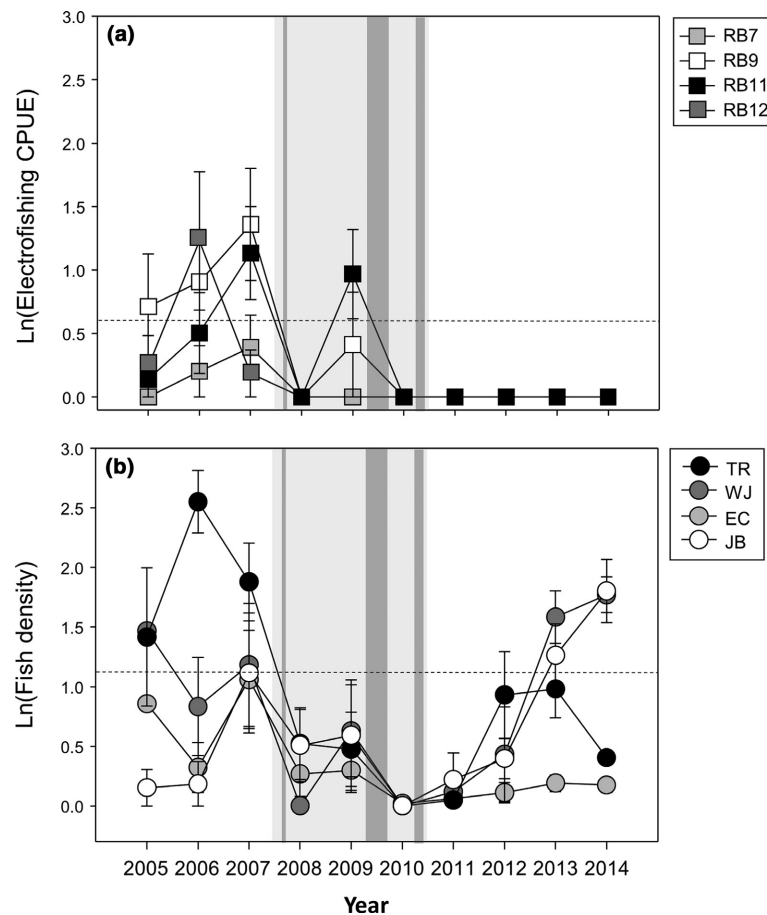 (a)
3.0
2.5
2.0
1.5
1.0
0.5
0.0
Ln(Electrofishing CPUE)
RB7
RB9
RB11
RB12
(b)
3.0
2.5
2.0
1.5
1.0
0.5
0.0
Ln(Fish density)
TR
WJ
EC
JB
2005 2006 2007 2008 2009 2010 2011 2012 2013 2014
Year